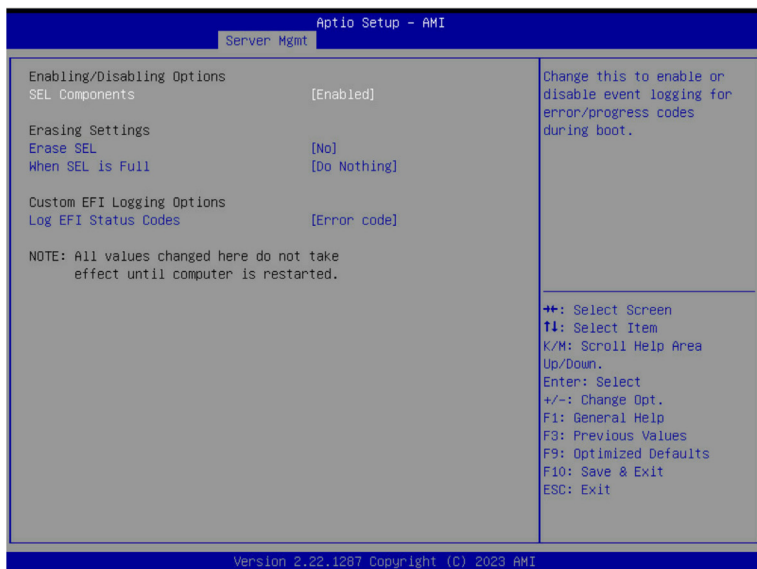 Aptio Setup – AMI
Server Mgmt
Enabling/Disabling Options
SEL Components [Enabled]
Erasing Settings
Erase SEL [No]
When SEL is Full [Do Nothing]
Custom EFI Logging Options
Log EFI Status Codes [Error code]
NOTE: All values changed here do not take
effect until computer is restarted.
Change this to enable or
disable event logging for
error/progress codes
during boot.
→←: Select Screen
↑↓: Select Item
K/M: Scroll Help Area
Up/Down.
Enter: Select
+/-: Change Opt.
F1: General Help
F3: Previous Values
F9: Optimized Defaults
F10: Save & Exit
ESC: Exit
Version 2.22.1287 Copyright (C) 2023 AMI